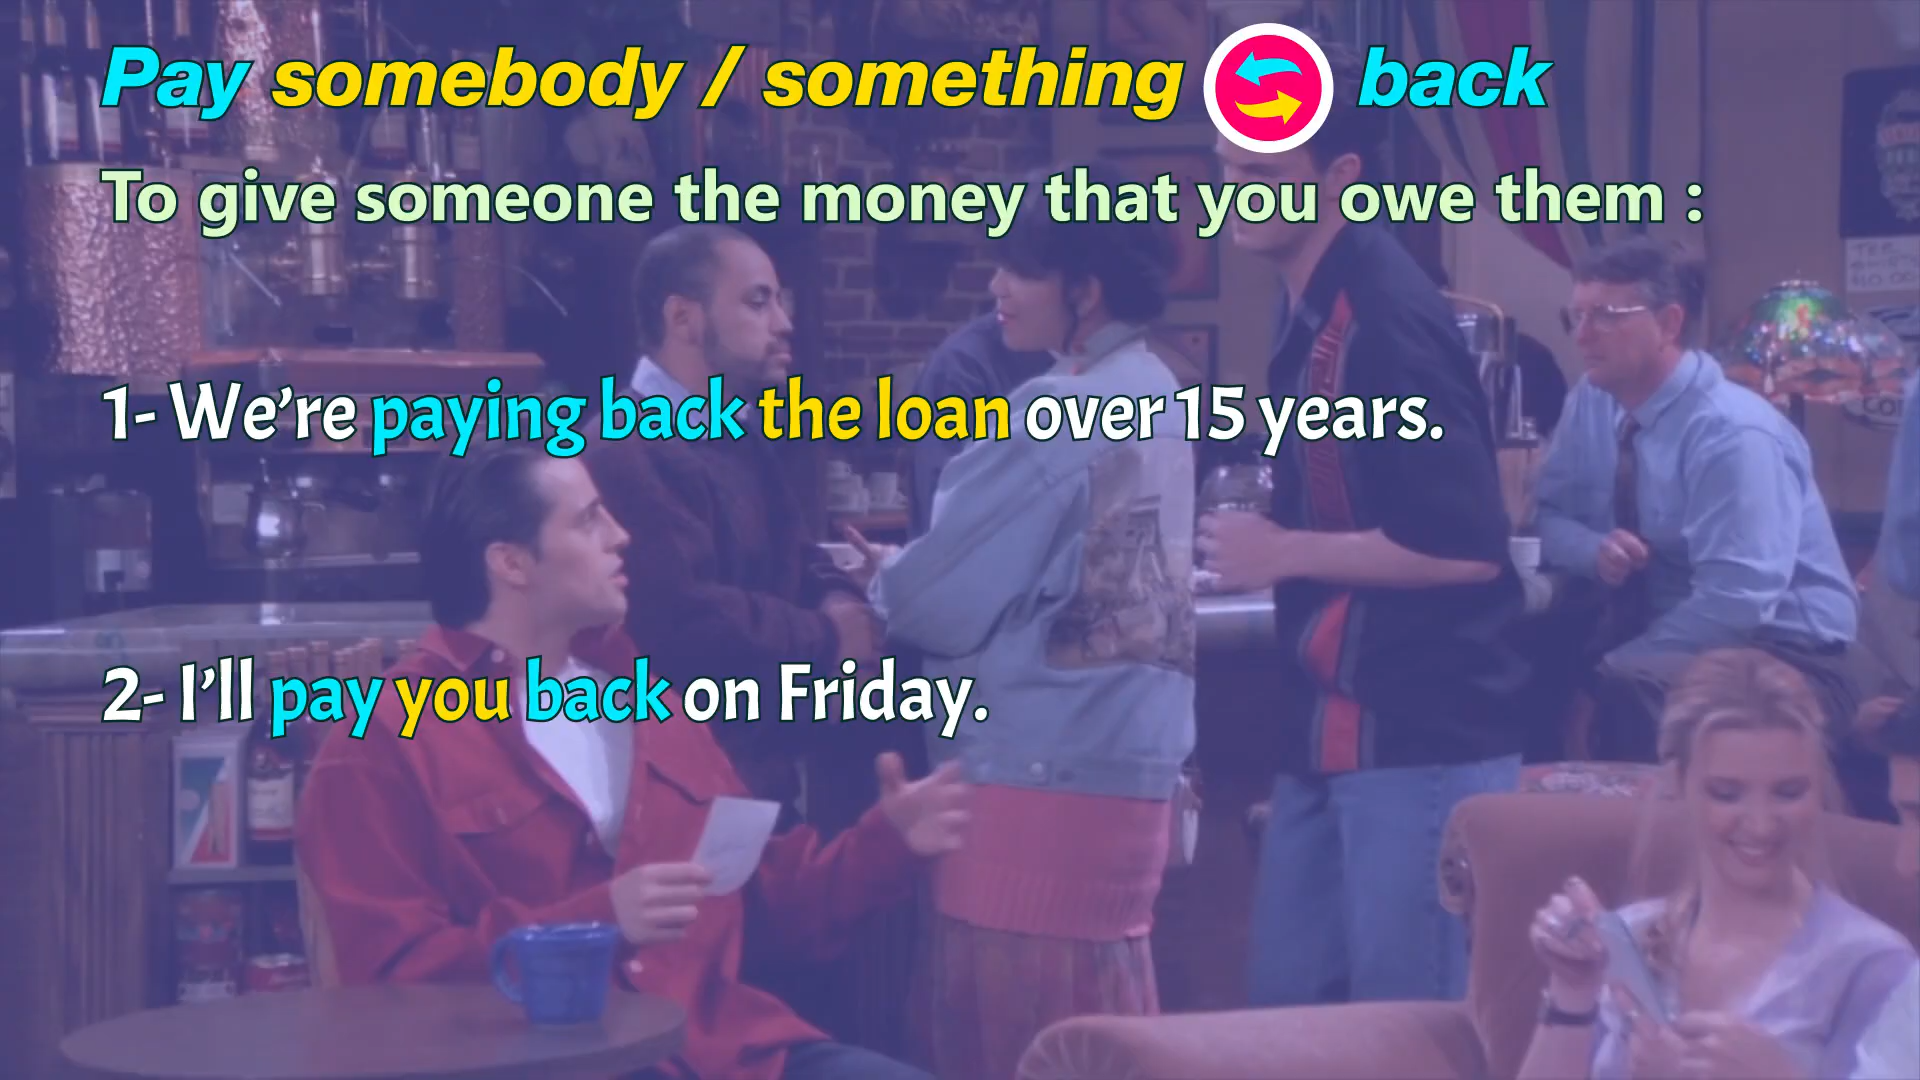 Pay somebody / something back
To give someone the money that you owe them :
1- We’re paying back the loan over 15 years.
2- I’ll pay you back on Friday.